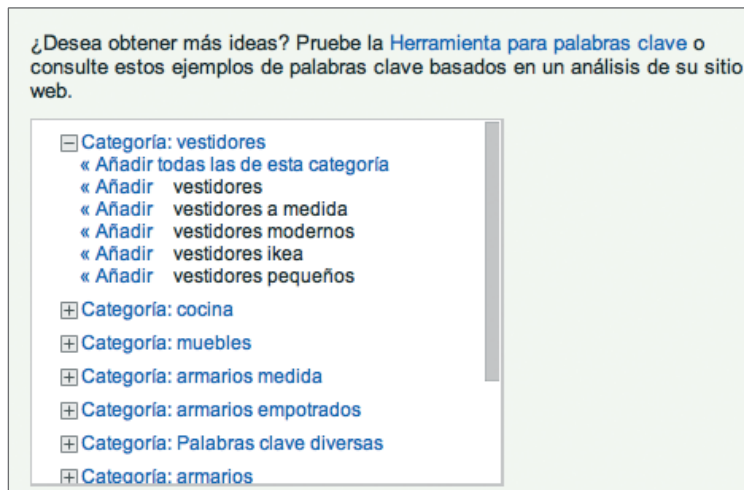 ¿Desea obtener más ideas? Pruebe la Herramienta para palabras clave o
consulte estos ejemplos de palabras clave basados en un análisis de su sitio
web.
Categoría: vestidores
« Añadir todas las de esta categoría
« Añadir vestidores
« Añadir vestidores a medida
« Añadir vestidores modernos
« Añadir vestidores ikea
« Añadir vestidores pequeños
Categoría: cocina
Categoría: muebles
Categoría: armarios medida
Categoría: armarios empotrados
Categoría: Palabras clave diversas
Categoría: armarios